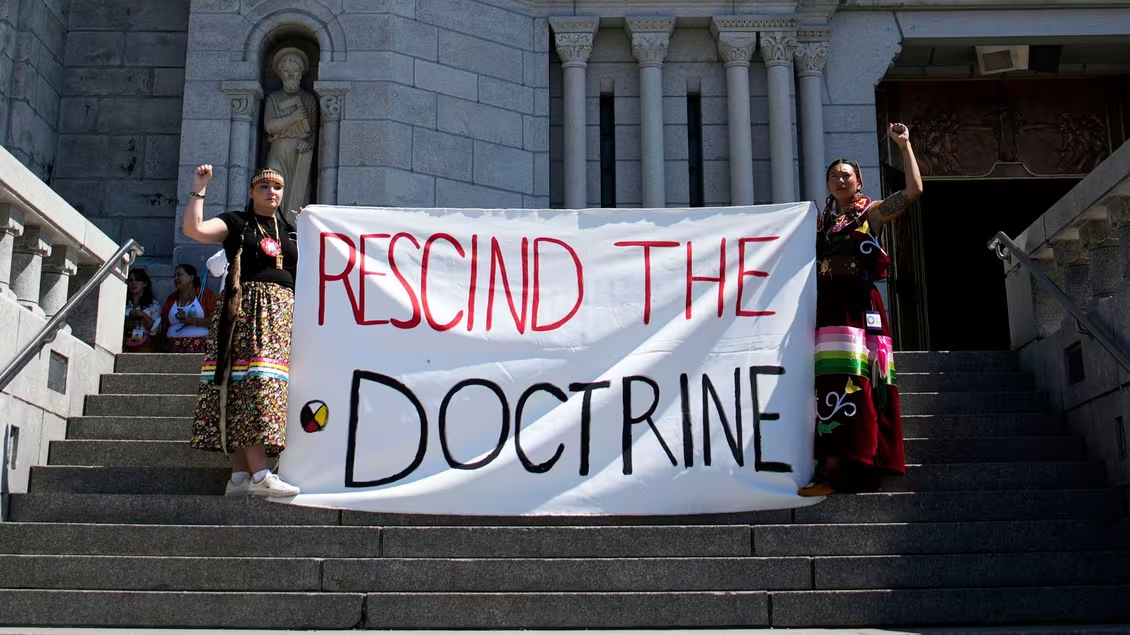 RESCIND THE
DOCTRINE